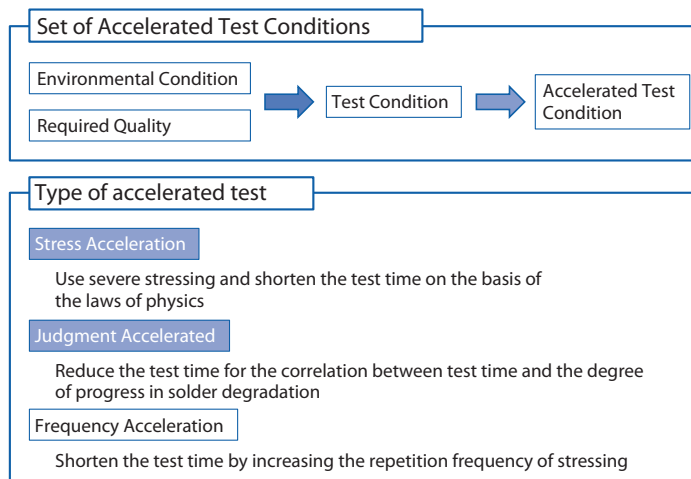 Set of Accelerated Test Conditions
Environmental Condition
Required Quality
Test Condition
Accelerated Test
Condition
Type of accelerated test
Stress Acceleration
Use severe stressing and shorten the test time on the basis of
the laws of physics
Judgment Accelerated
Reduce the test time for the correlation between test time and the degree
of progress in solder degradation
Frequency Acceleration
Shorten the test time by increasing the repetition frequency of stressing